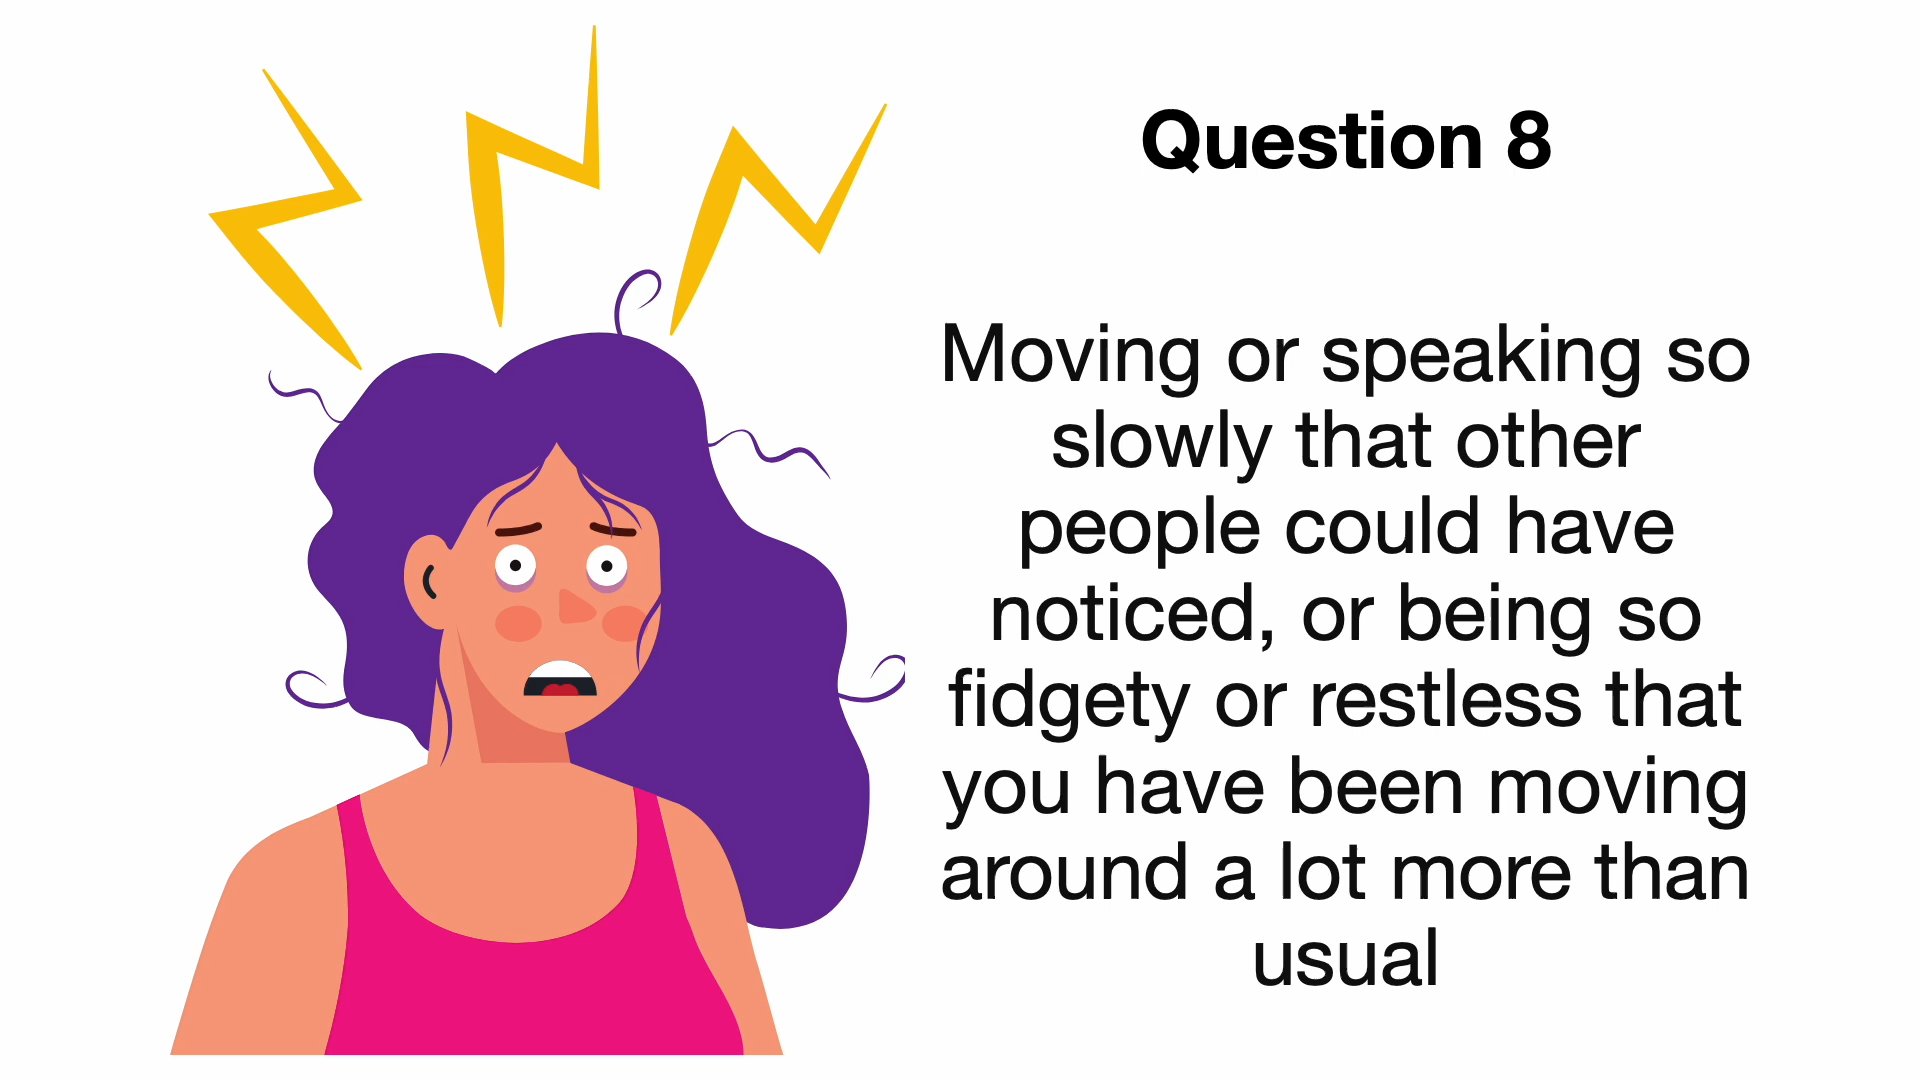 Question 8
Moving or speaking so
slowly that other
people could have
noticed, or being so
fidgety or restless that
you have been moving
around a lot more than
usual